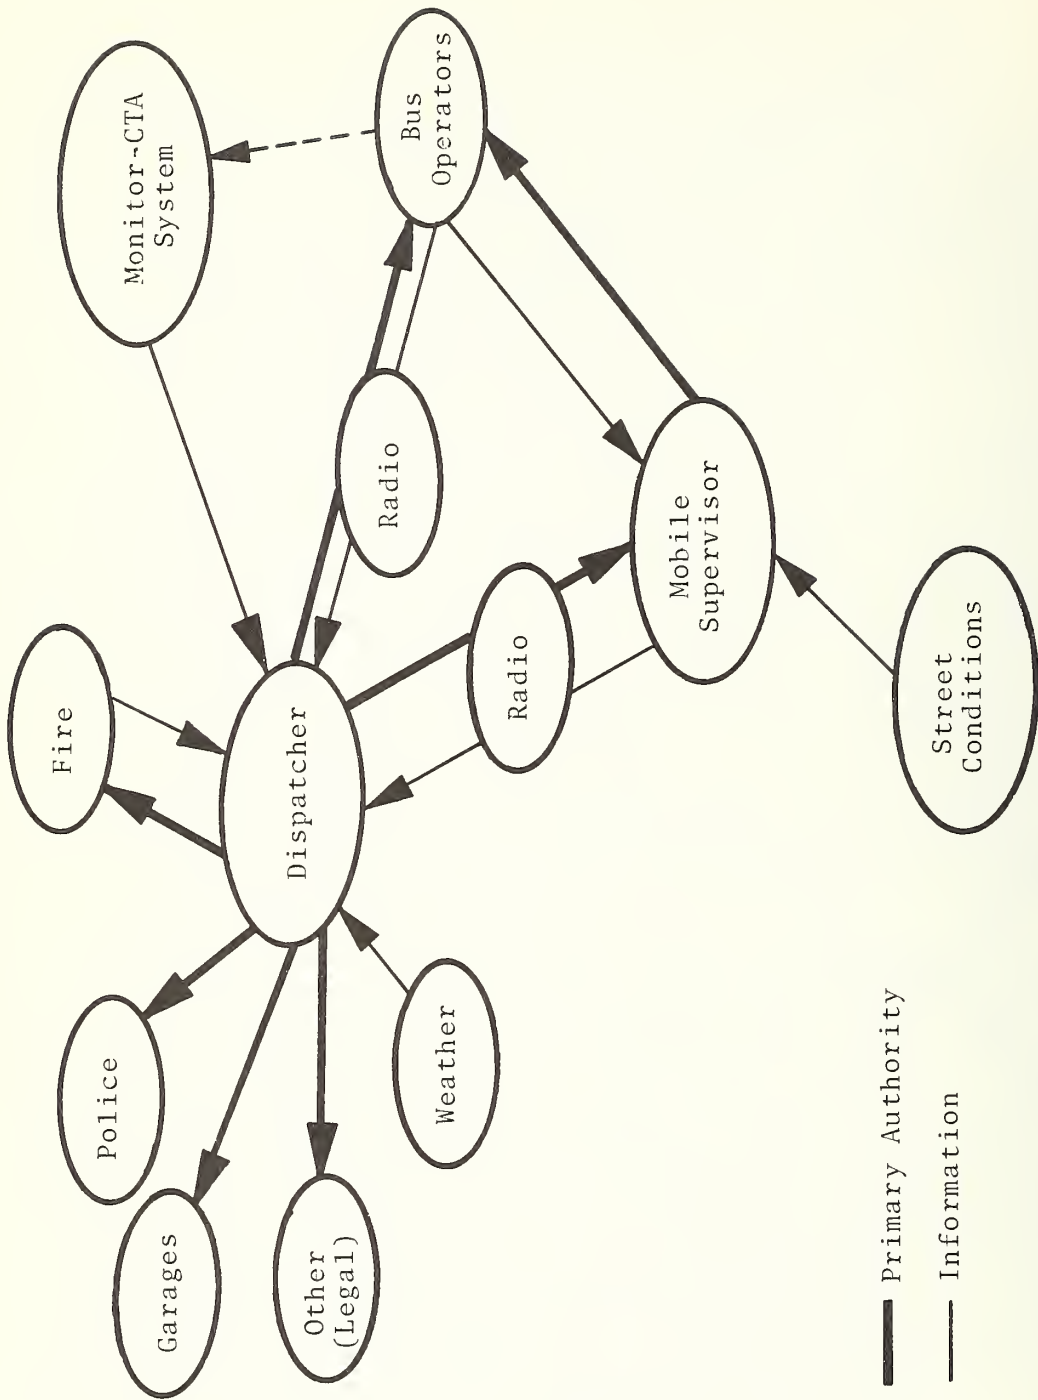 Garages
Police
Fire
Monitor-CTA
System
Other
(Legal)
Dispatcher
Radio
Bus
Operators
Weather
Radio
Mobile
Supervisor
Street
Conditions
Primary Authority
Information